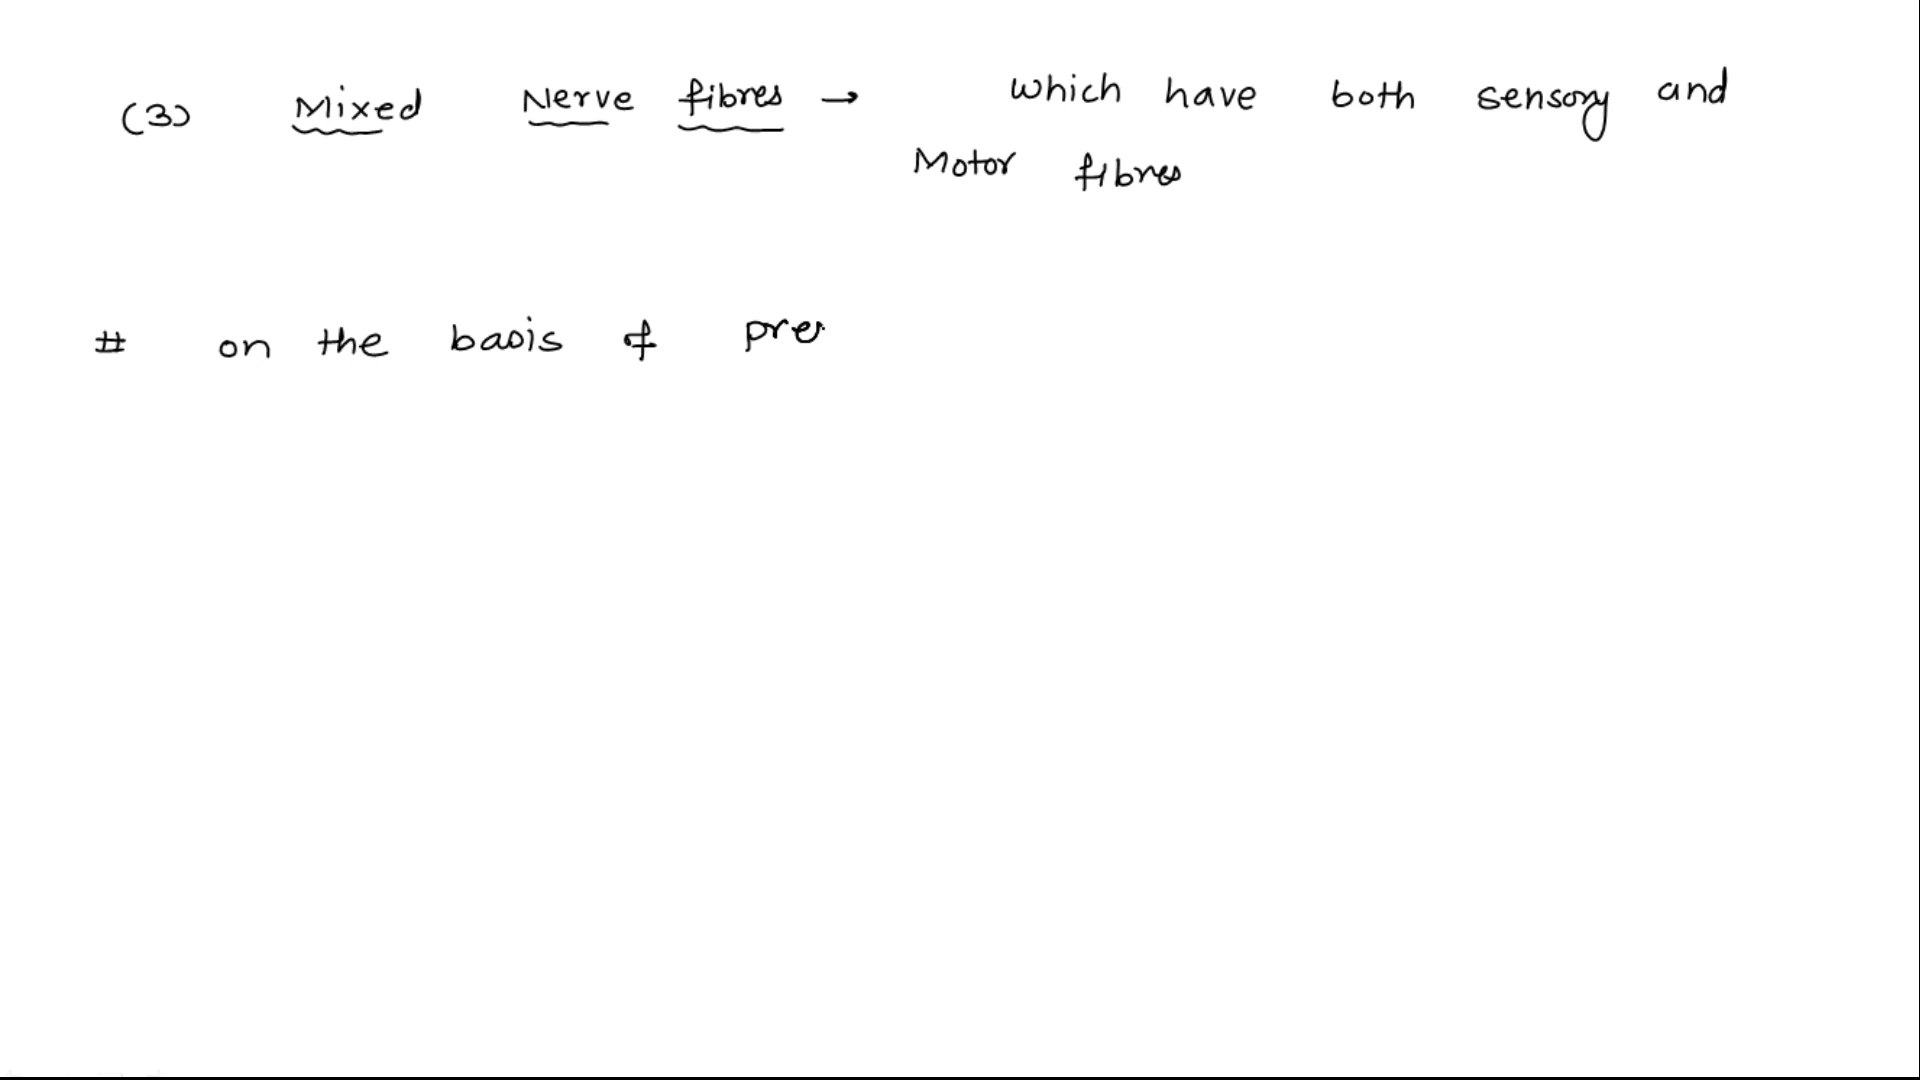 (3) Mixed Nerve fibres → which have both sensory and
Motor fibres
# on the basis of pre